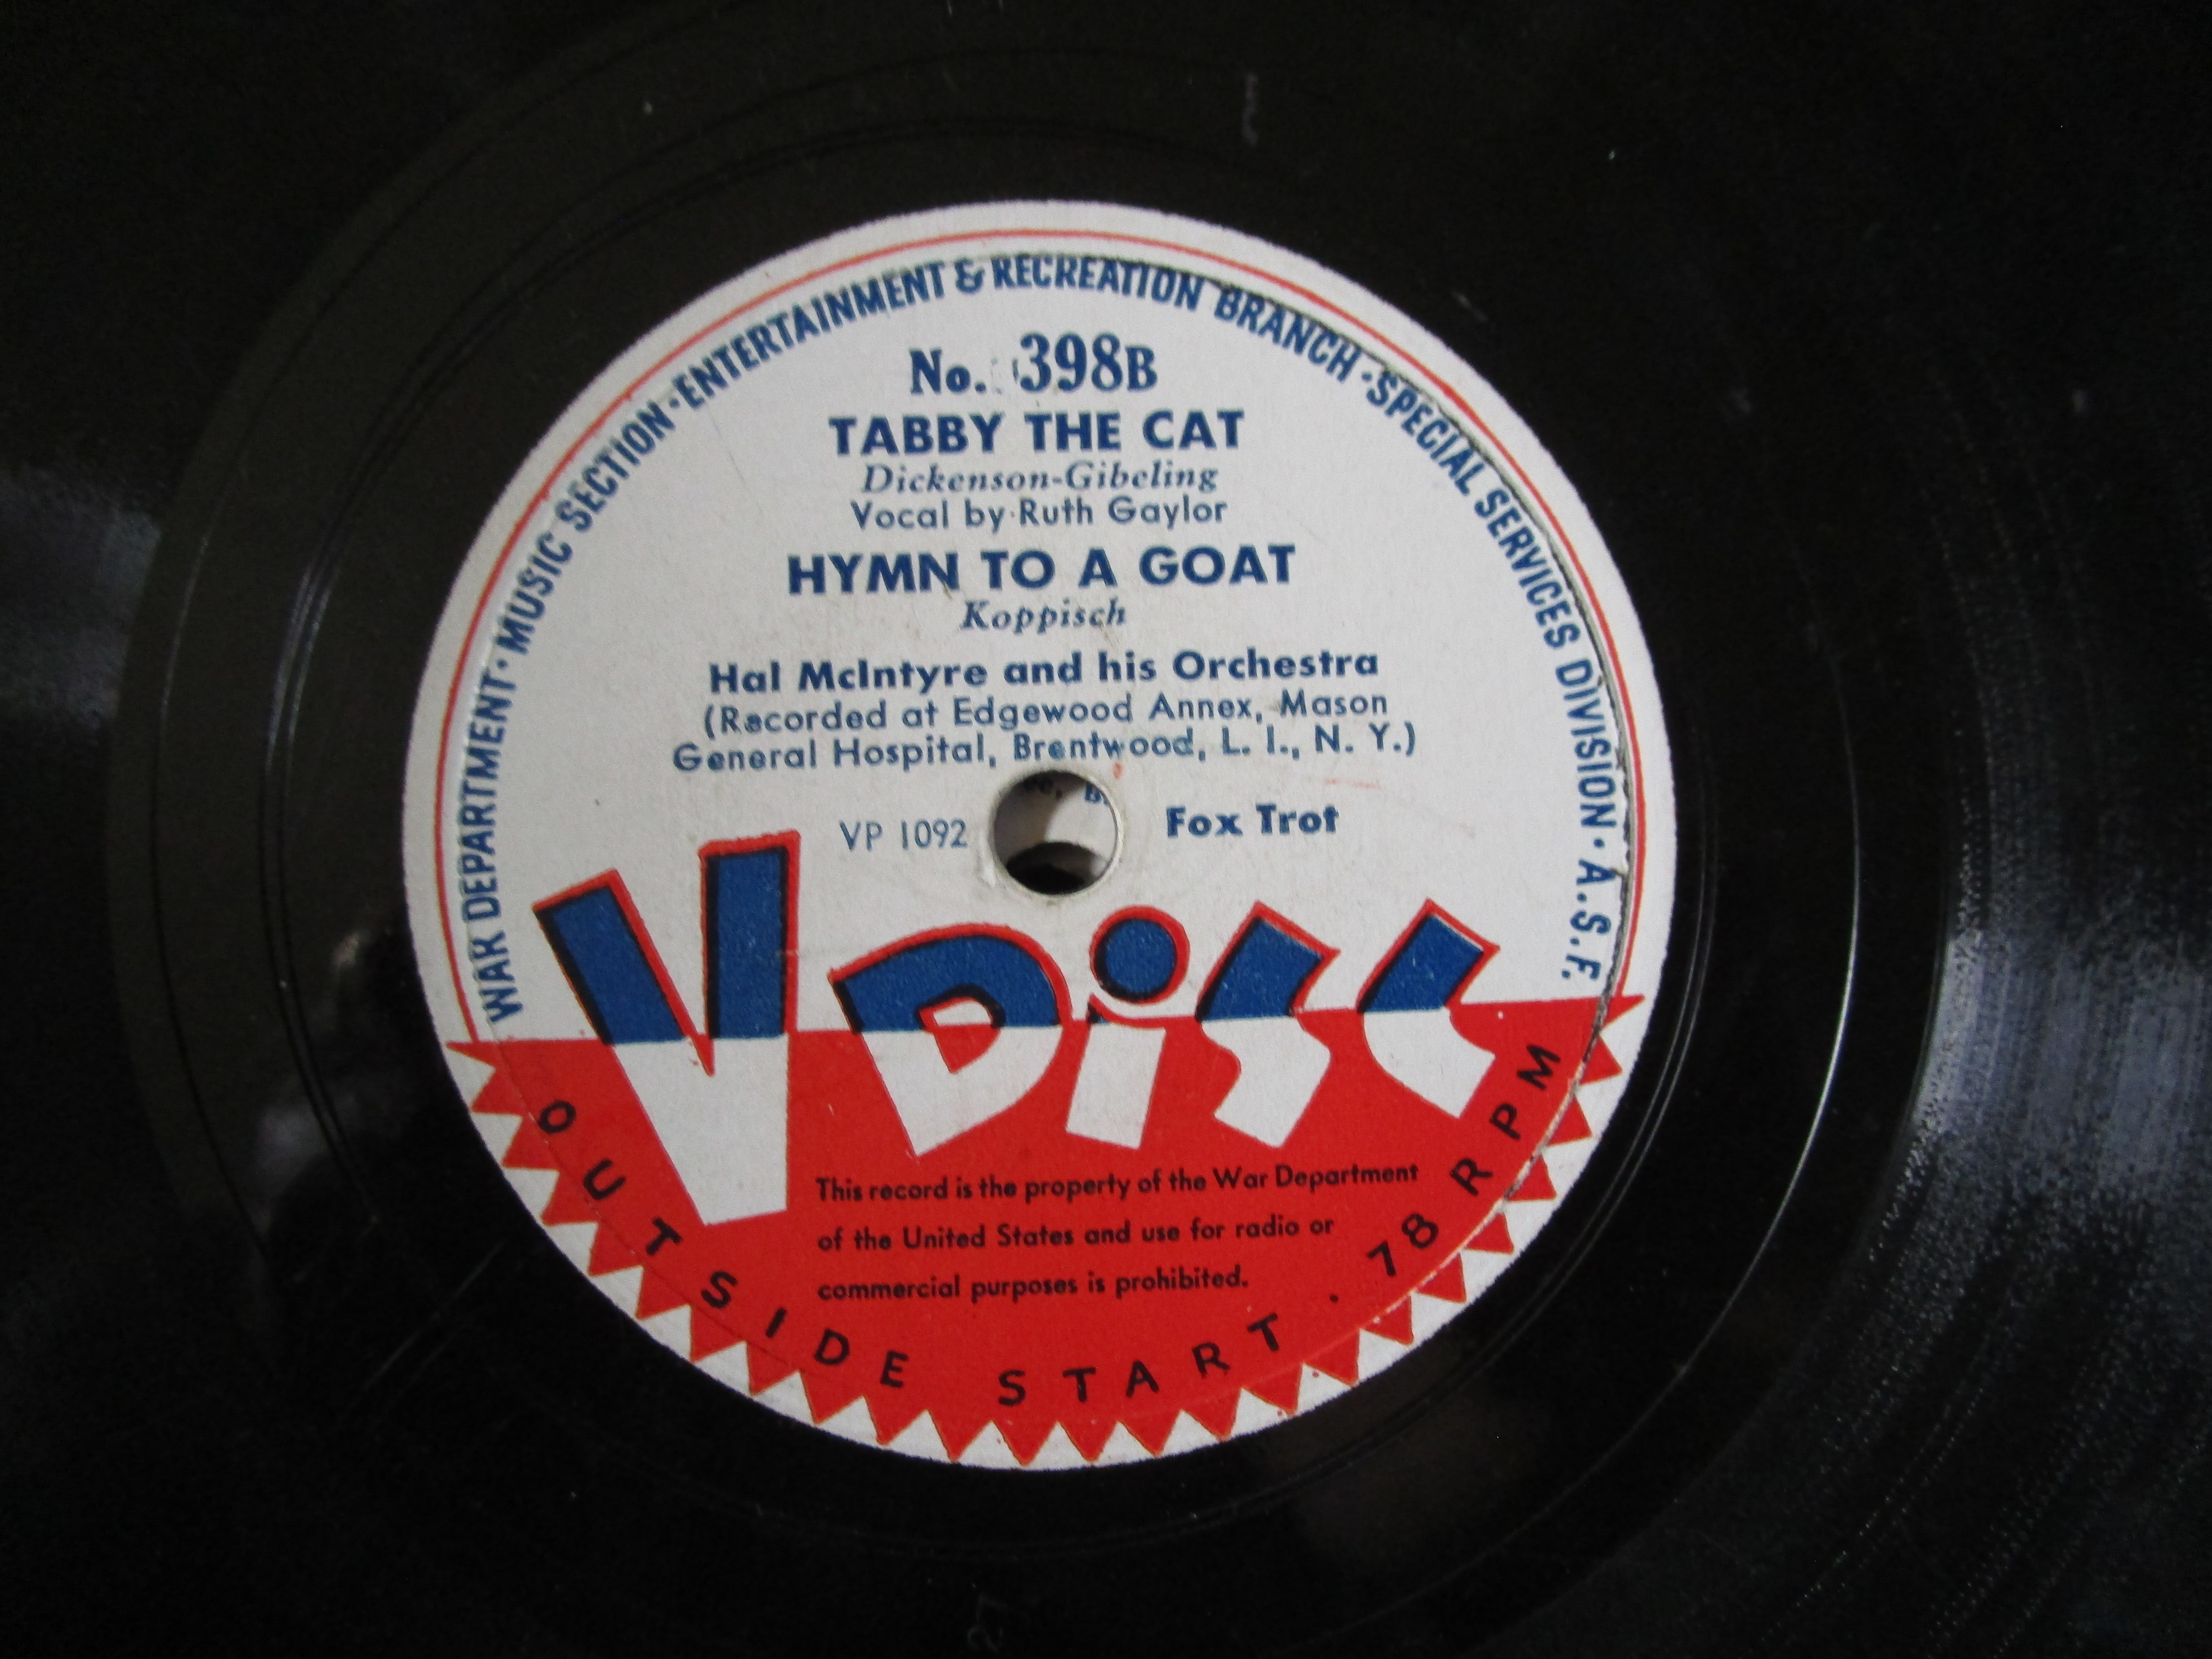 WAR DEPARTMENT · MUSIC SECTION · ENTERTAINMENT & RECREATION BRANCH · SPECIAL SERVICES DIVISION · A.S.F.
No. 398B
TABBY THE CAT
Dickenson-Gibeling
Vocal by Ruth Gaylor
HYMN TO A GOAT
Koppisch
Hal McIntyre and his Orchestra
(Recorded at Edgewood Annex, Mason
General Hospital, Brentwood, L. I., N. Y.)
VP 1092 Fox Trot
V DiSC
This record is the property of the War Department
of the United States and use for radio or
commercial purposes is prohibited.
OUTSIDE START . 78 RPM